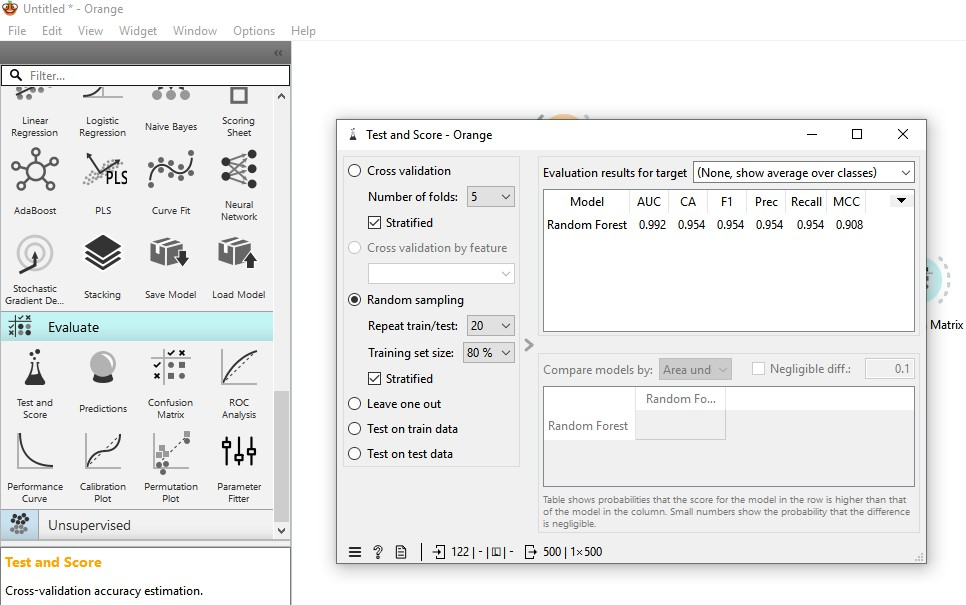 Untitled * - Orange
File Edit View Widget Window Options Help
Filter...
Linear Regression
Logistic Regression
Naive Bayes
Scoring Sheet
AdaBoost
PLS
PLS
Curve Fit
Neural Network
Stochastic Gradient De...
Stacking
Save Model
Load Model
Evaluate
Test and Score
Predictions
Confusion Matrix
ROC Analysis
Performance Curve
Calibration Plot
Permutation Plot
Parameter Fitter
Unsupervised
Test and Score
Cross-validation accuracy estimation.
Test and Score - Orange
Cross validation
Number of folds: 5
Stratified
Cross validation by feature
Random sampling
Repeat train/test: 20
Training set size: 80 %
Stratified
Leave one out
Test on train data
Test on test data
Evaluation results for target (None, show average over classes)
Model AUC CA F1 Prec Recall MCC
Random Forest 0.992 0.954 0.954 0.954 0.954 0.908
Compare models by: Area und Negligible diff.: 0.1
Random Fo...
Random Forest
Table shows probabilities that the score for the model in the row is higher than that
of the model in the column. Small numbers show the probability that the difference
is negligible.
? 122 | - | - 500 | 1×500
Matrix